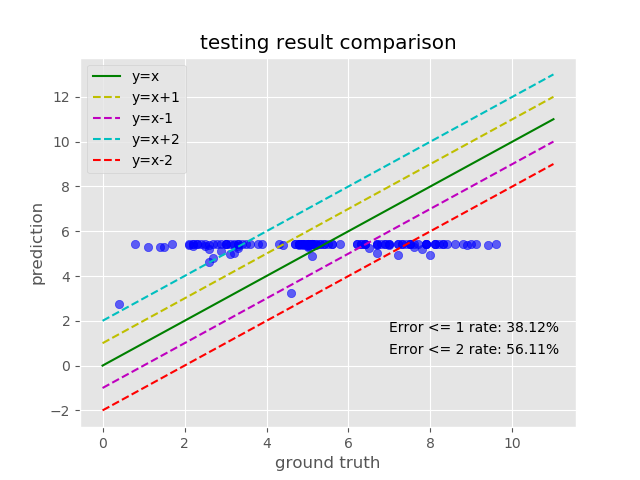 testing result comparison
y=x
y=x+1
y=x-1
y=x+2
y=x-2
12
10
8
6
4
2
0
−2
prediction
Error <= 1 rate: 38.12%
Error <= 2 rate: 56.11%
0 2 4 6 8 10
ground truth